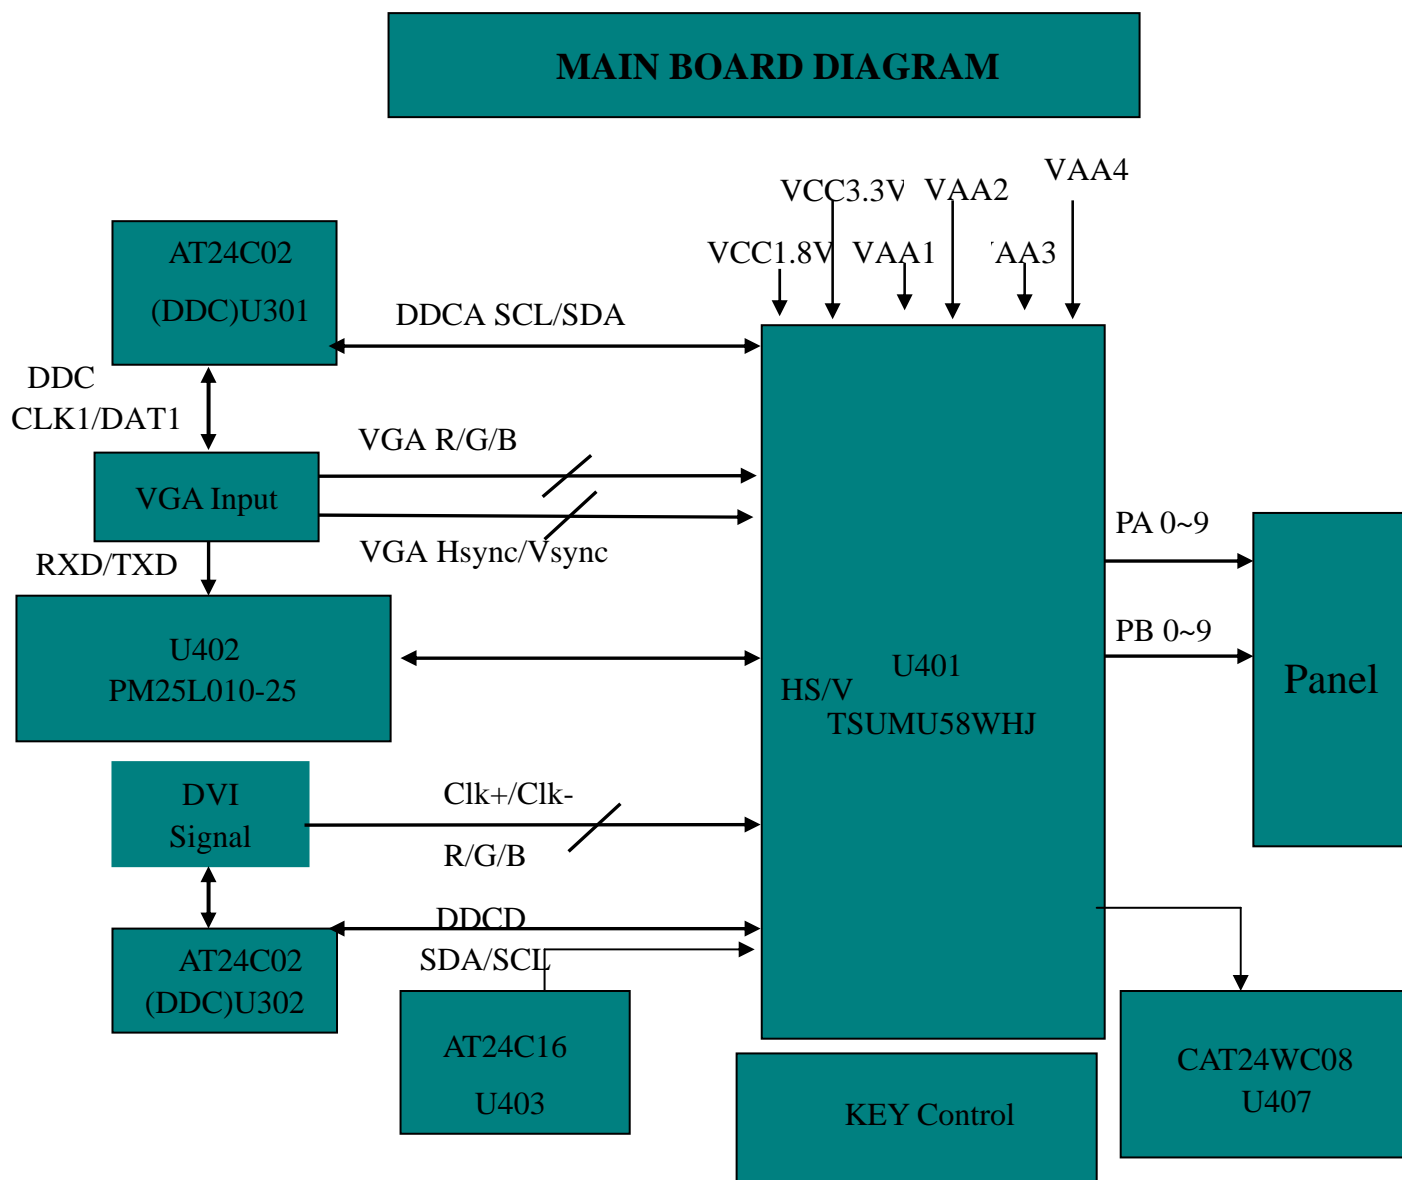 MAIN BOARD DIAGRAM
VAA4
VCC3.3V
VAA2
VCC1.8V
VAA1
AA3
AT24C02
(DDC)U301
DDCA SCL/SDA
DDC
CLK1/DAT1
VGA R/G/B
VGA Input
VGA Hsync/Vsync
RXD/TXD
PA 0~9
PB 0~9
U402
PM25L010-25
U401
HS/V
TSUMU58WHJ
Panel
DVI
Signal
Clk+/Clk-
R/G/B
DDCD
SDA/SCL
AT24C02
(DDC)U302
AT24C16
U403
KEY Control
CAT24WC08
U407